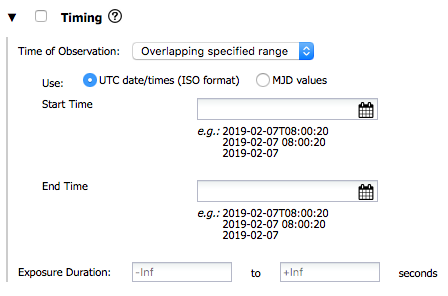 ▼ Timing ?
Time of Observation: Overlapping specified range
Use: UTC date/times (ISO format) MJD values
Start Time
e.g.: 2019-02-07T08:00:20
2019-02-07 08:00:20
2019-02-07
End Time
e.g.: 2019-02-07T08:00:20
2019-02-07 08:00:20
2019-02-07
Exposure Duration: -Inf to +Inf seconds